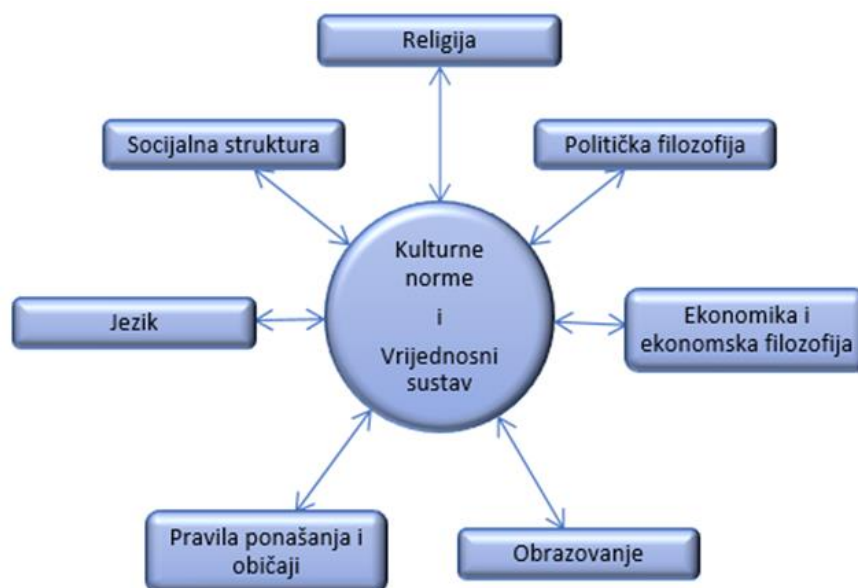 Religija
Socijalna struktura
Politička filozofija
Kulturne
norme
i
Vrijednosni
sustav
Jezik
Ekonomika i
ekonomska filozofija
Pravila ponašanja i
običaji
Obrazovanje